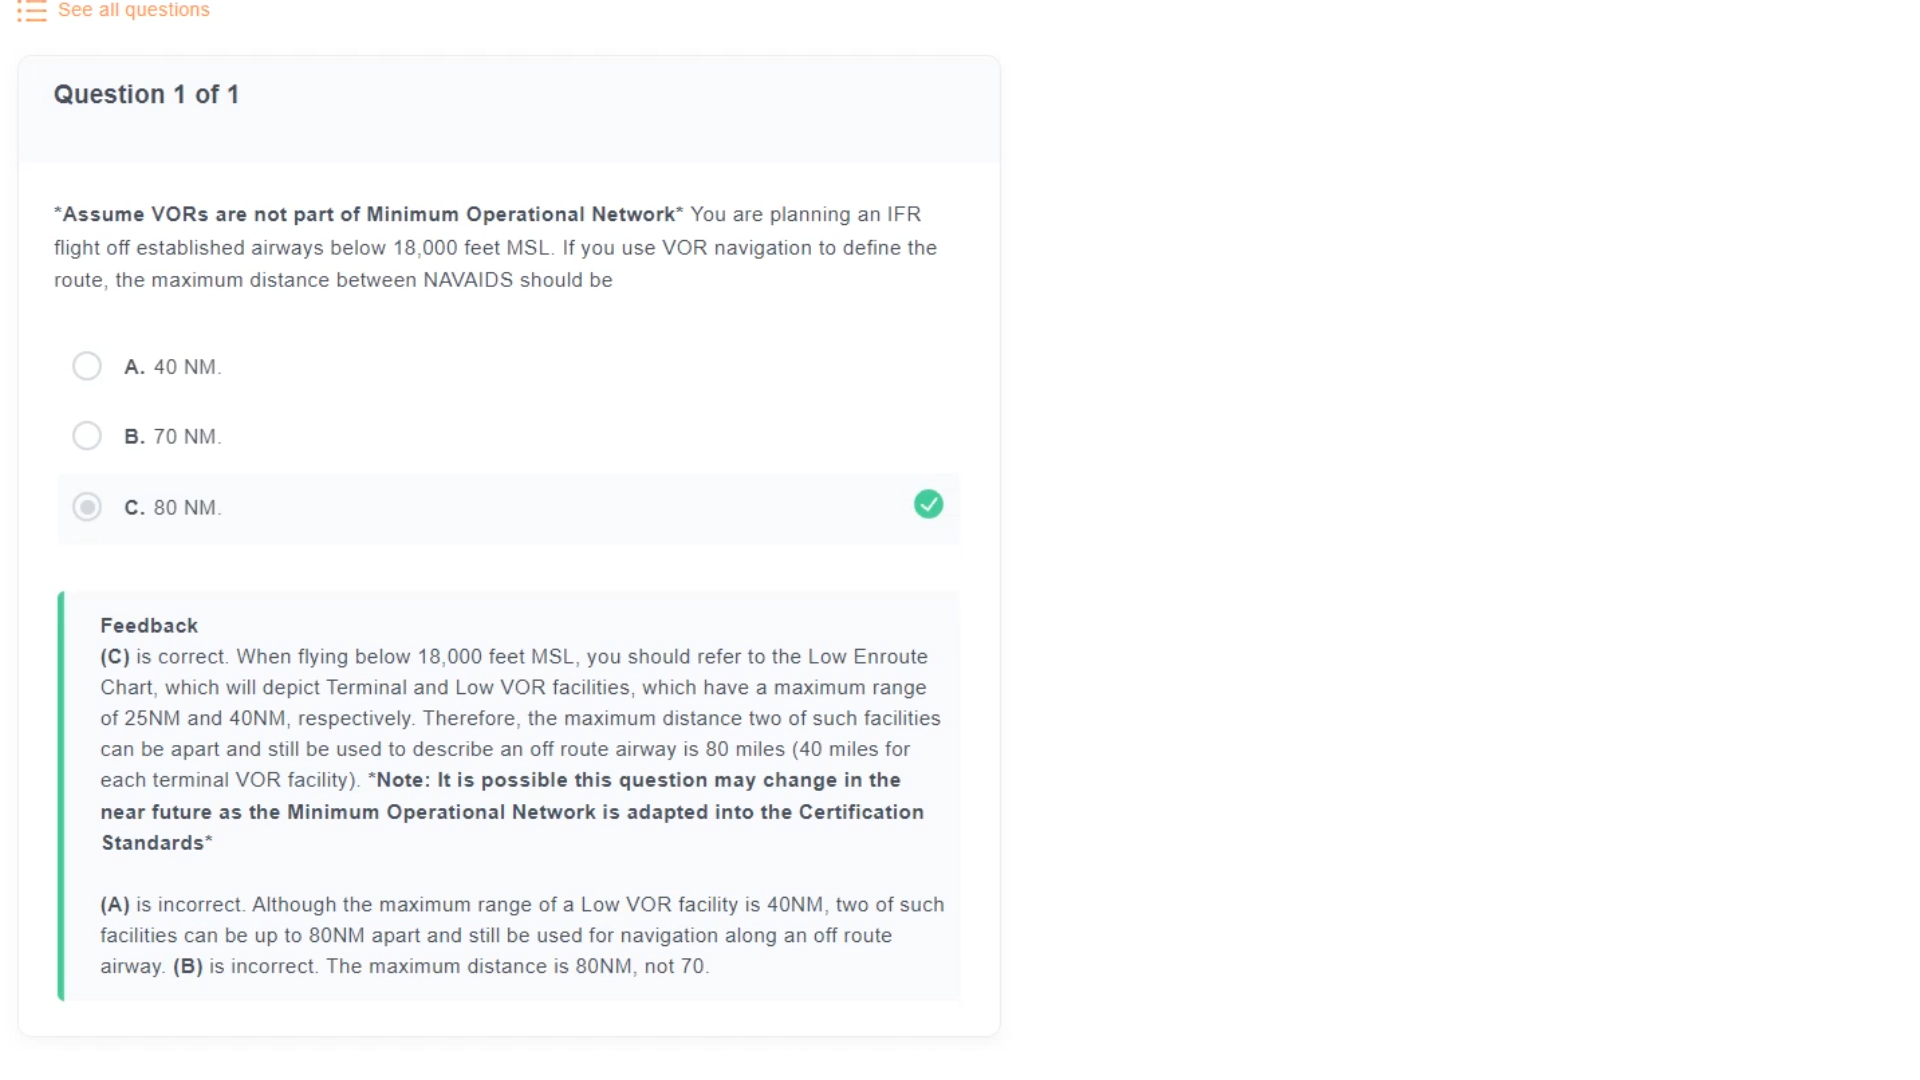 See all questions
Question 1 of 1
*Assume VORs are not part of Minimum Operational Network* You are planning an IFR
flight off established airways below 18,000 feet MSL. If you use VOR navigation to define the
route, the maximum distance between NAVAIDS should be
A. 40 NM.
B. 70 NM.
C. 80 NM.
Feedback
(C) is correct. When flying below 18,000 feet MSL, you should refer to the Low Enroute
Chart, which will depict Terminal and Low VOR facilities, which have a maximum range
of 25NM and 40NM, respectively. Therefore, the maximum distance two of such facilities
can be apart and still be used to describe an off route airway is 80 miles (40 miles for
each terminal VOR facility). *Note: It is possible this question may change in the
near future as the Minimum Operational Network is adapted into the Certification
Standards*
(A) is incorrect. Although the maximum range of a Low VOR facility is 40NM, two of such
facilities can be up to 80NM apart and still be used for navigation along an off route
airway. (B) is incorrect. The maximum distance is 80NM, not 70.